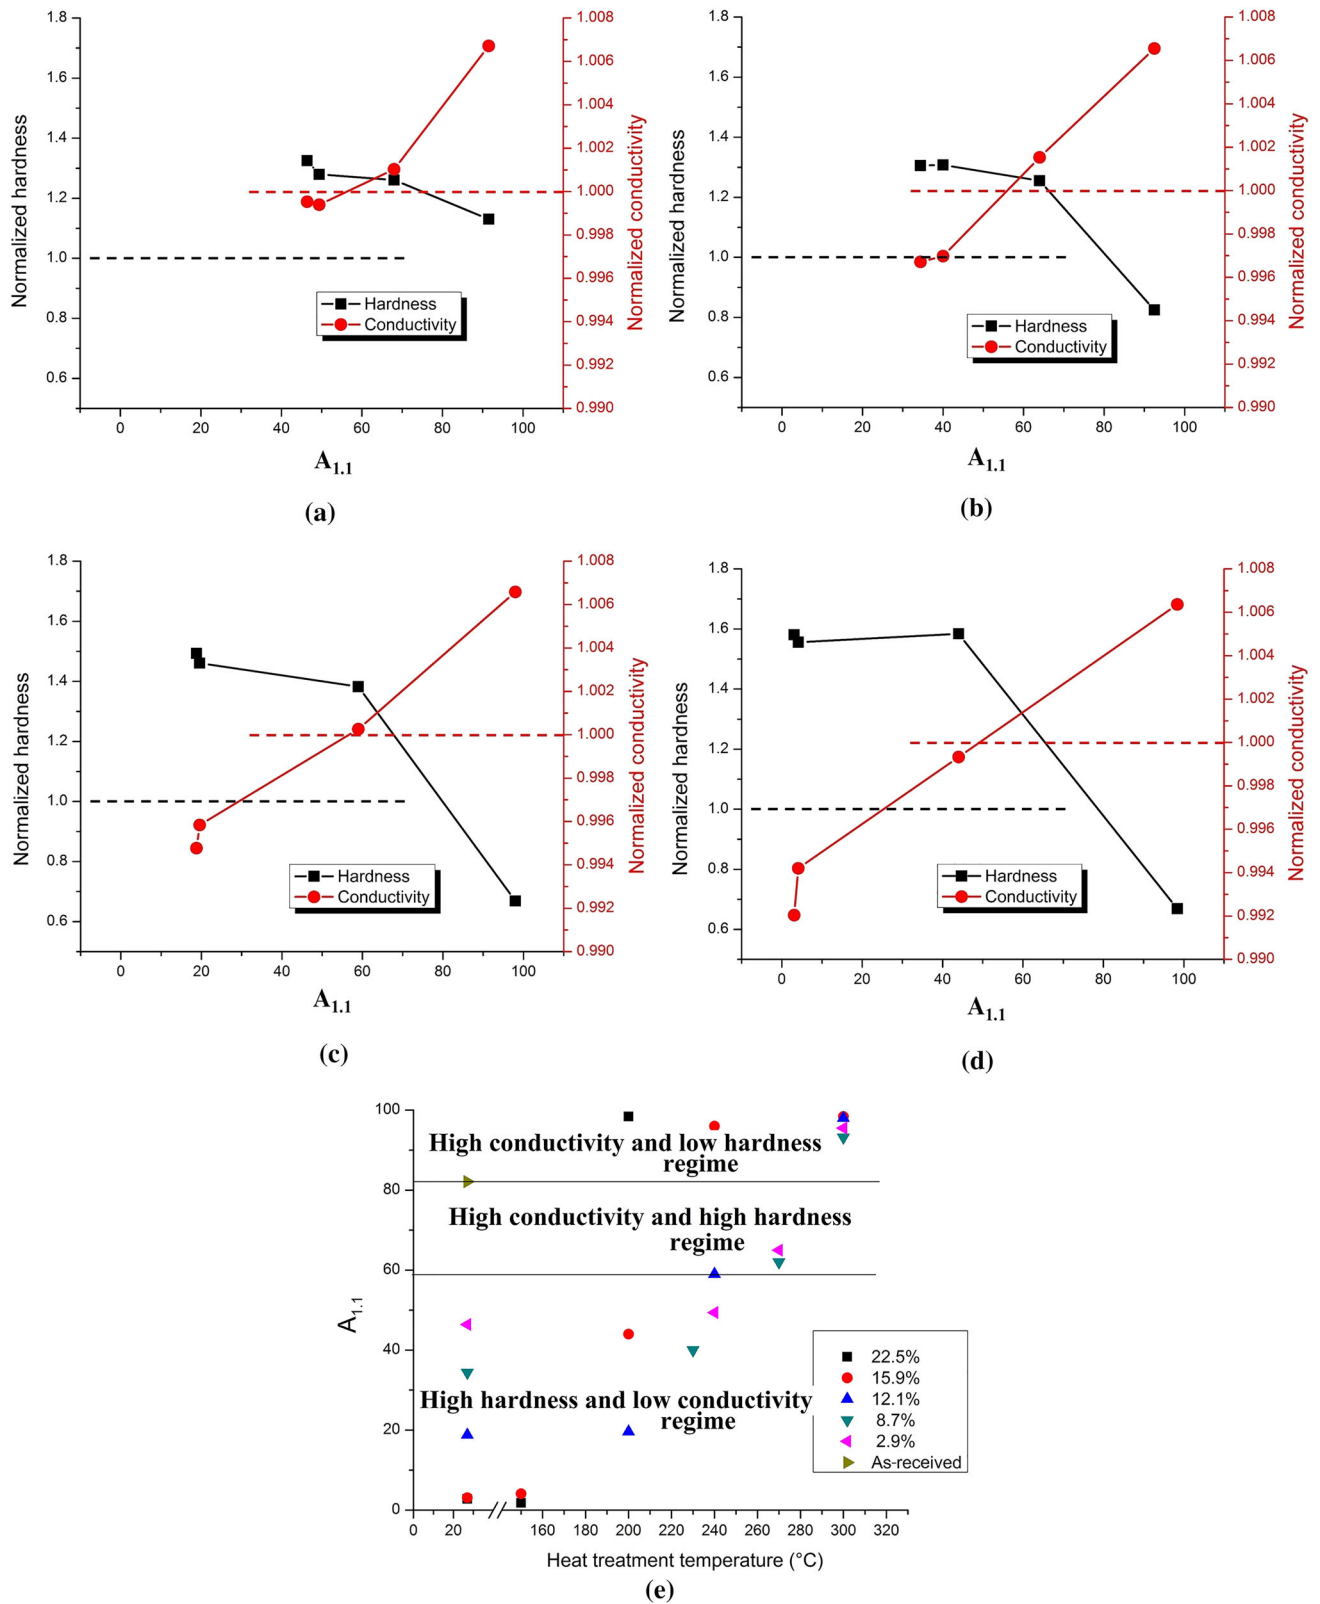 1.8
1.6
1.4
1.2
1.0
0.8
0.6
Normalized hardness
0 20 40 60 80 100
A1.1
1.008
1.006
1.004
1.002
1.000
0.998
0.996
0.994
0.992
0.990
Normalized conductivity
Hardness
Conductivity
(a)
1.8
1.6
1.4
1.2
1.0
0.8
0.6
Normalized hardness
0 20 40 60 80 100
A1.1
1.008
1.006
1.004
1.002
1.000
0.998
0.996
0.994
0.992
0.990
Normalized conductivity
Hardness
Conductivity
(b)
1.8
1.6
1.4
1.2
1.0
0.8
0.6
Normalized hardness
0 20 40 60 80 100
A1.1
1.008
1.006
1.004
1.002
1.000
0.998
0.996
0.994
0.992
0.990
Normalized conductivity
Hardness
Conductivity
(c)
1.8
1.6
1.4
1.2
1.0
0.8
0.6
Normalized hardness
0 20 40 60 80 100
A1.1
1.008
1.006
1.004
1.002
1.000
0.998
0.996
0.994
0.992
0.990
Normalized conductivity
Hardness
Conductivity
(d)
100
80
60
40
20
0
A1.1
High conductivity and low hardness
regime
High conductivity and high hardness
regime
High hardness and low conductivity
regime
22.5%
15.9%
12.1%
8.7%
2.9%
As-received
0 20 160 180 200 220 240 260 280 300 320
Heat treatment temperature (°C)
(e)